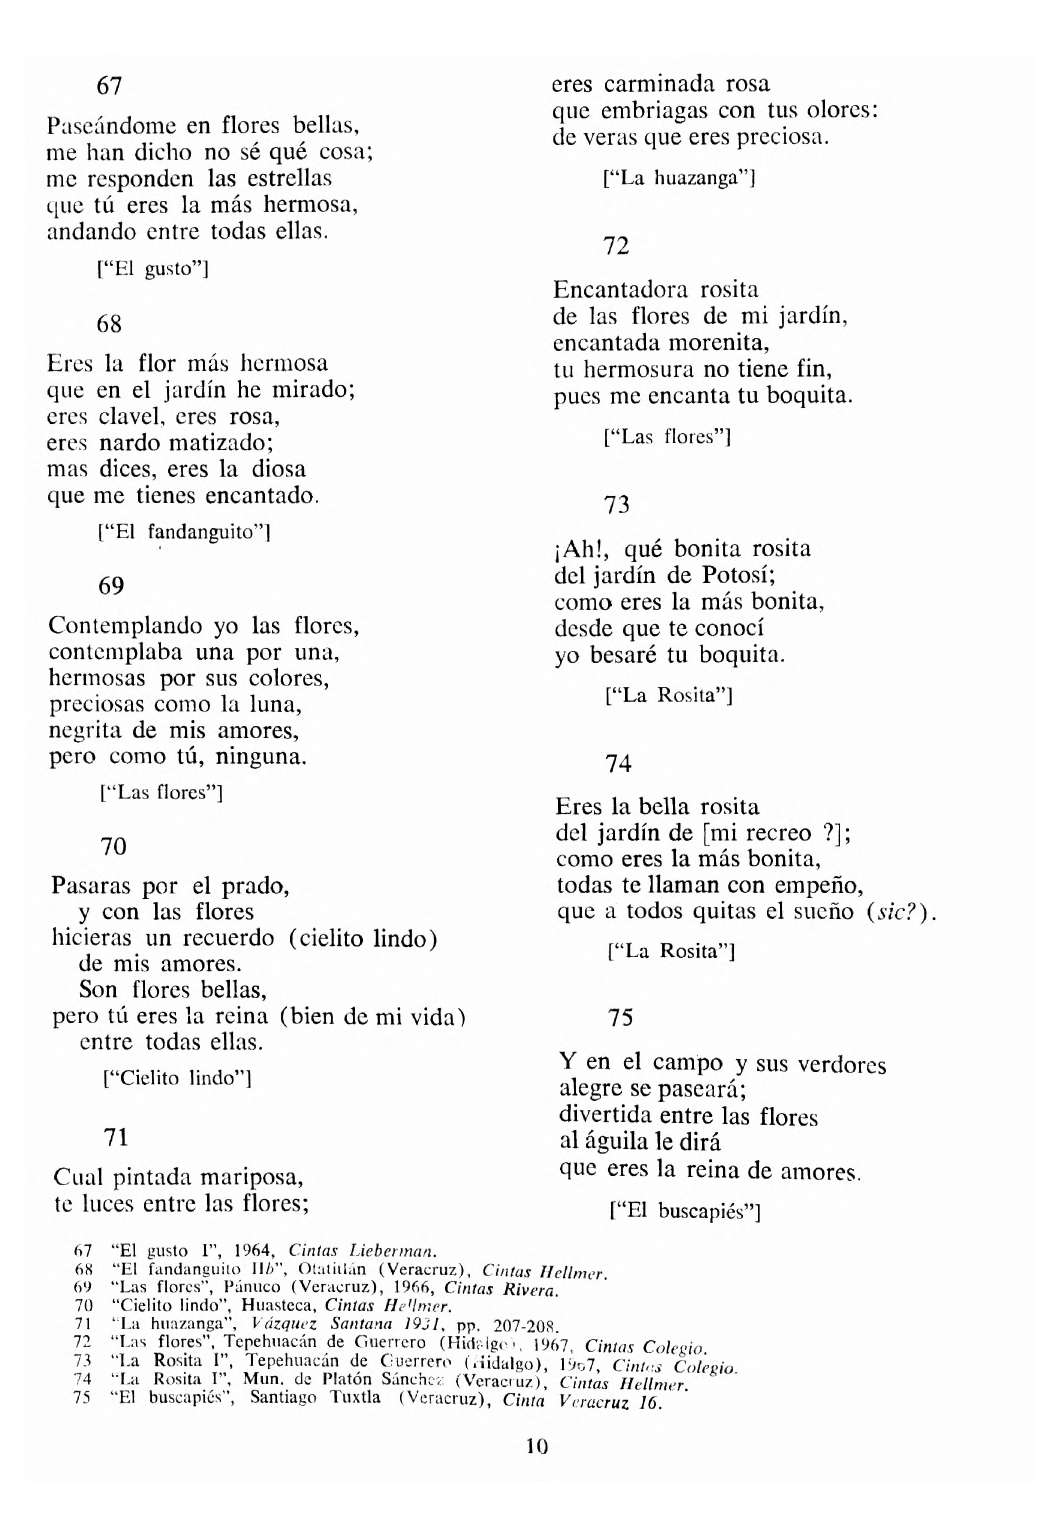 67
Paseándome en flores bellas,
me han dicho no sé qué cosa;
me responden las estrellas
que tú eres la más hermosa,
andando entre todas ellas.
[“El gusto”]
68
Eres la flor más hermosa
que en el jardín he mirado;
eres clavel, eres rosa,
eres nardo matizado;
mas dices, eres la diosa
que me tienes encantado.
[“El fandanguito”]
69
Contemplando yo las flores,
contemplaba una por una,
hermosas por sus colores,
preciosas como la luna,
negrita de mis amores,
pero como tú, ninguna.
[“Las flores”]
70
Pasaras por el prado,
y con las flores
hicieras un recuerdo (cielito lindo)
de mis amores.
Son flores bellas,
pero tú eres la reina (bien de mi vida)
entre todas ellas.
[“Cielito lindo”]
71
Cual pintada mariposa,
te luces entre las flores;
eres carminada rosa
que embriagas con tus olores:
de veras que eres preciosa.
[“La huazanga”]
72
Encantadora rosita
de las flores de mi jardín,
encantada morenita,
tu hermosura no tiene fin,
pues me encanta tu boquita.
[“Las flores”]
73
¡Ah!, qué bonita rosita
del jardín de Potosí;
como eres la más bonita,
desde que te conocí
yo besaré tu boquita.
[“La Rosita”]
74
Eres la bella rosita
del jardín de [mi recreo ?];
como eres la más bonita,
todas te llaman con empeño,
que a todos quitas el sueño (sic?).
[“La Rosita”]
75
Y en el campo y sus verdores
alegre se paseará;
divertida entre las flores
al águila le dirá
que eres la reina de amores.
[“El buscapiés”]
67 “El gusto I”, 1964, Cintas Lieberman.
68 “El fandanguito IIb”, Otatitlán (Veracruz), Cintas Hellmer.
69 “Las flores”, Pánuco (Veracruz), 1966, Cintas Rivera.
70 “Cielito lindo”, Huasteca, Cintas Hellmer.
71 “La huazanga”, Vázquez Santana 1931, pp. 207-208.
72 “Las flores”, Tepehuacán de Guerrero (Hidalgo), 1967, Cintas Colegio.
73 “La Rosita I”, Tepehuacán de Guerrero (Hidalgo), 1967, Cintas Colegio.
74 “La Rosita I”, Mun. de Platón Sánchez (Veracruz), Cintas Hellmer.
75 “El buscapiés”, Santiago Tuxtla (Veracruz), Cinta Veracruz 16.
10